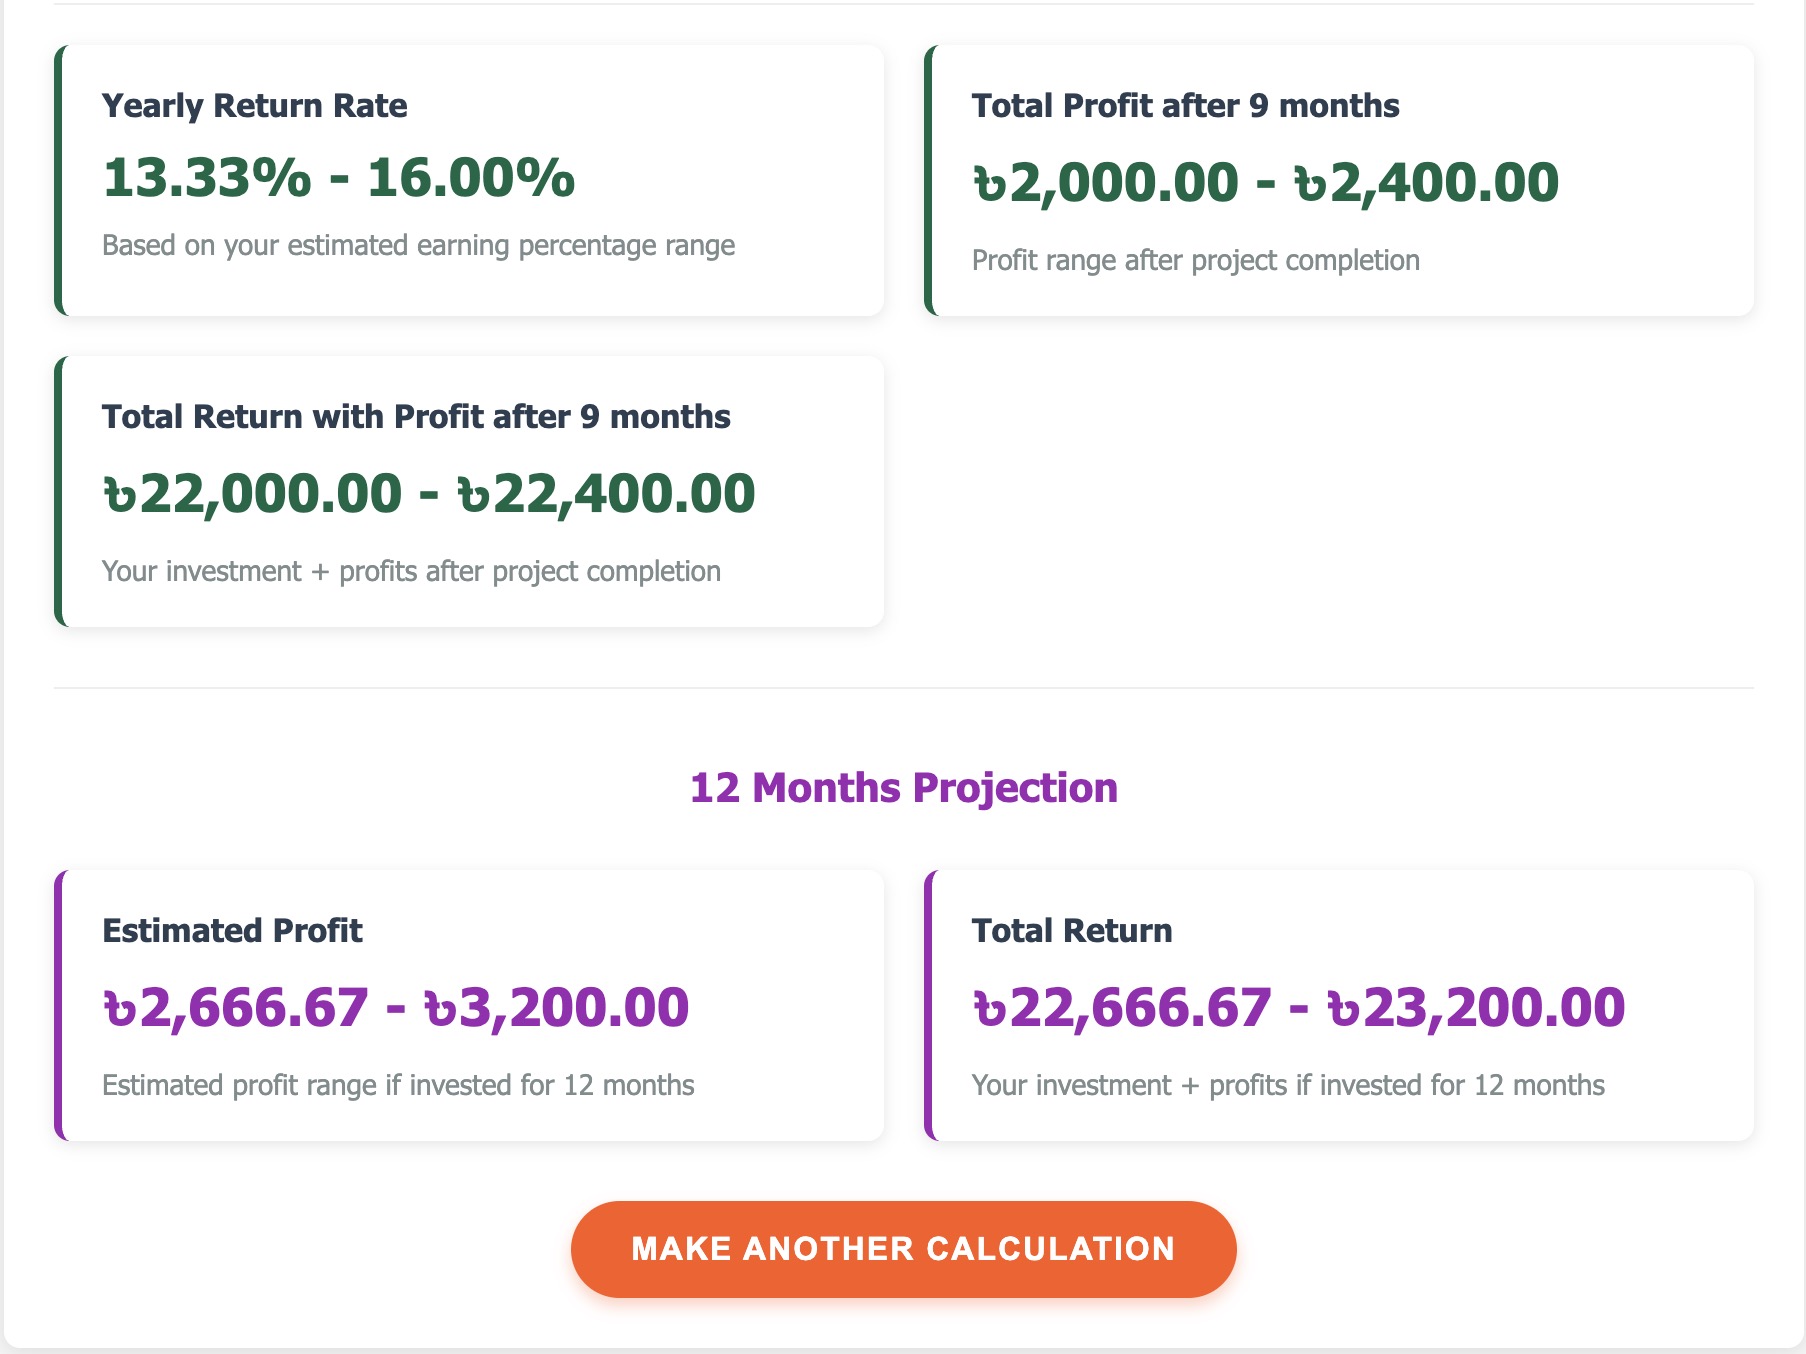 Yearly Return Rate
13.33% - 16.00%
Based on your estimated earning percentage range
Total Profit after 9 months
৳2,000.00 - ৳2,400.00
Profit range after project completion
Total Return with Profit after 9 months
৳22,000.00 - ৳22,400.00
Your investment + profits after project completion
12 Months Projection
Estimated Profit
৳2,666.67 - ৳3,200.00
Estimated profit range if invested for 12 months
Total Return
৳22,666.67 - ৳23,200.00
Your investment + profits if invested for 12 months
MAKE ANOTHER CALCULATION